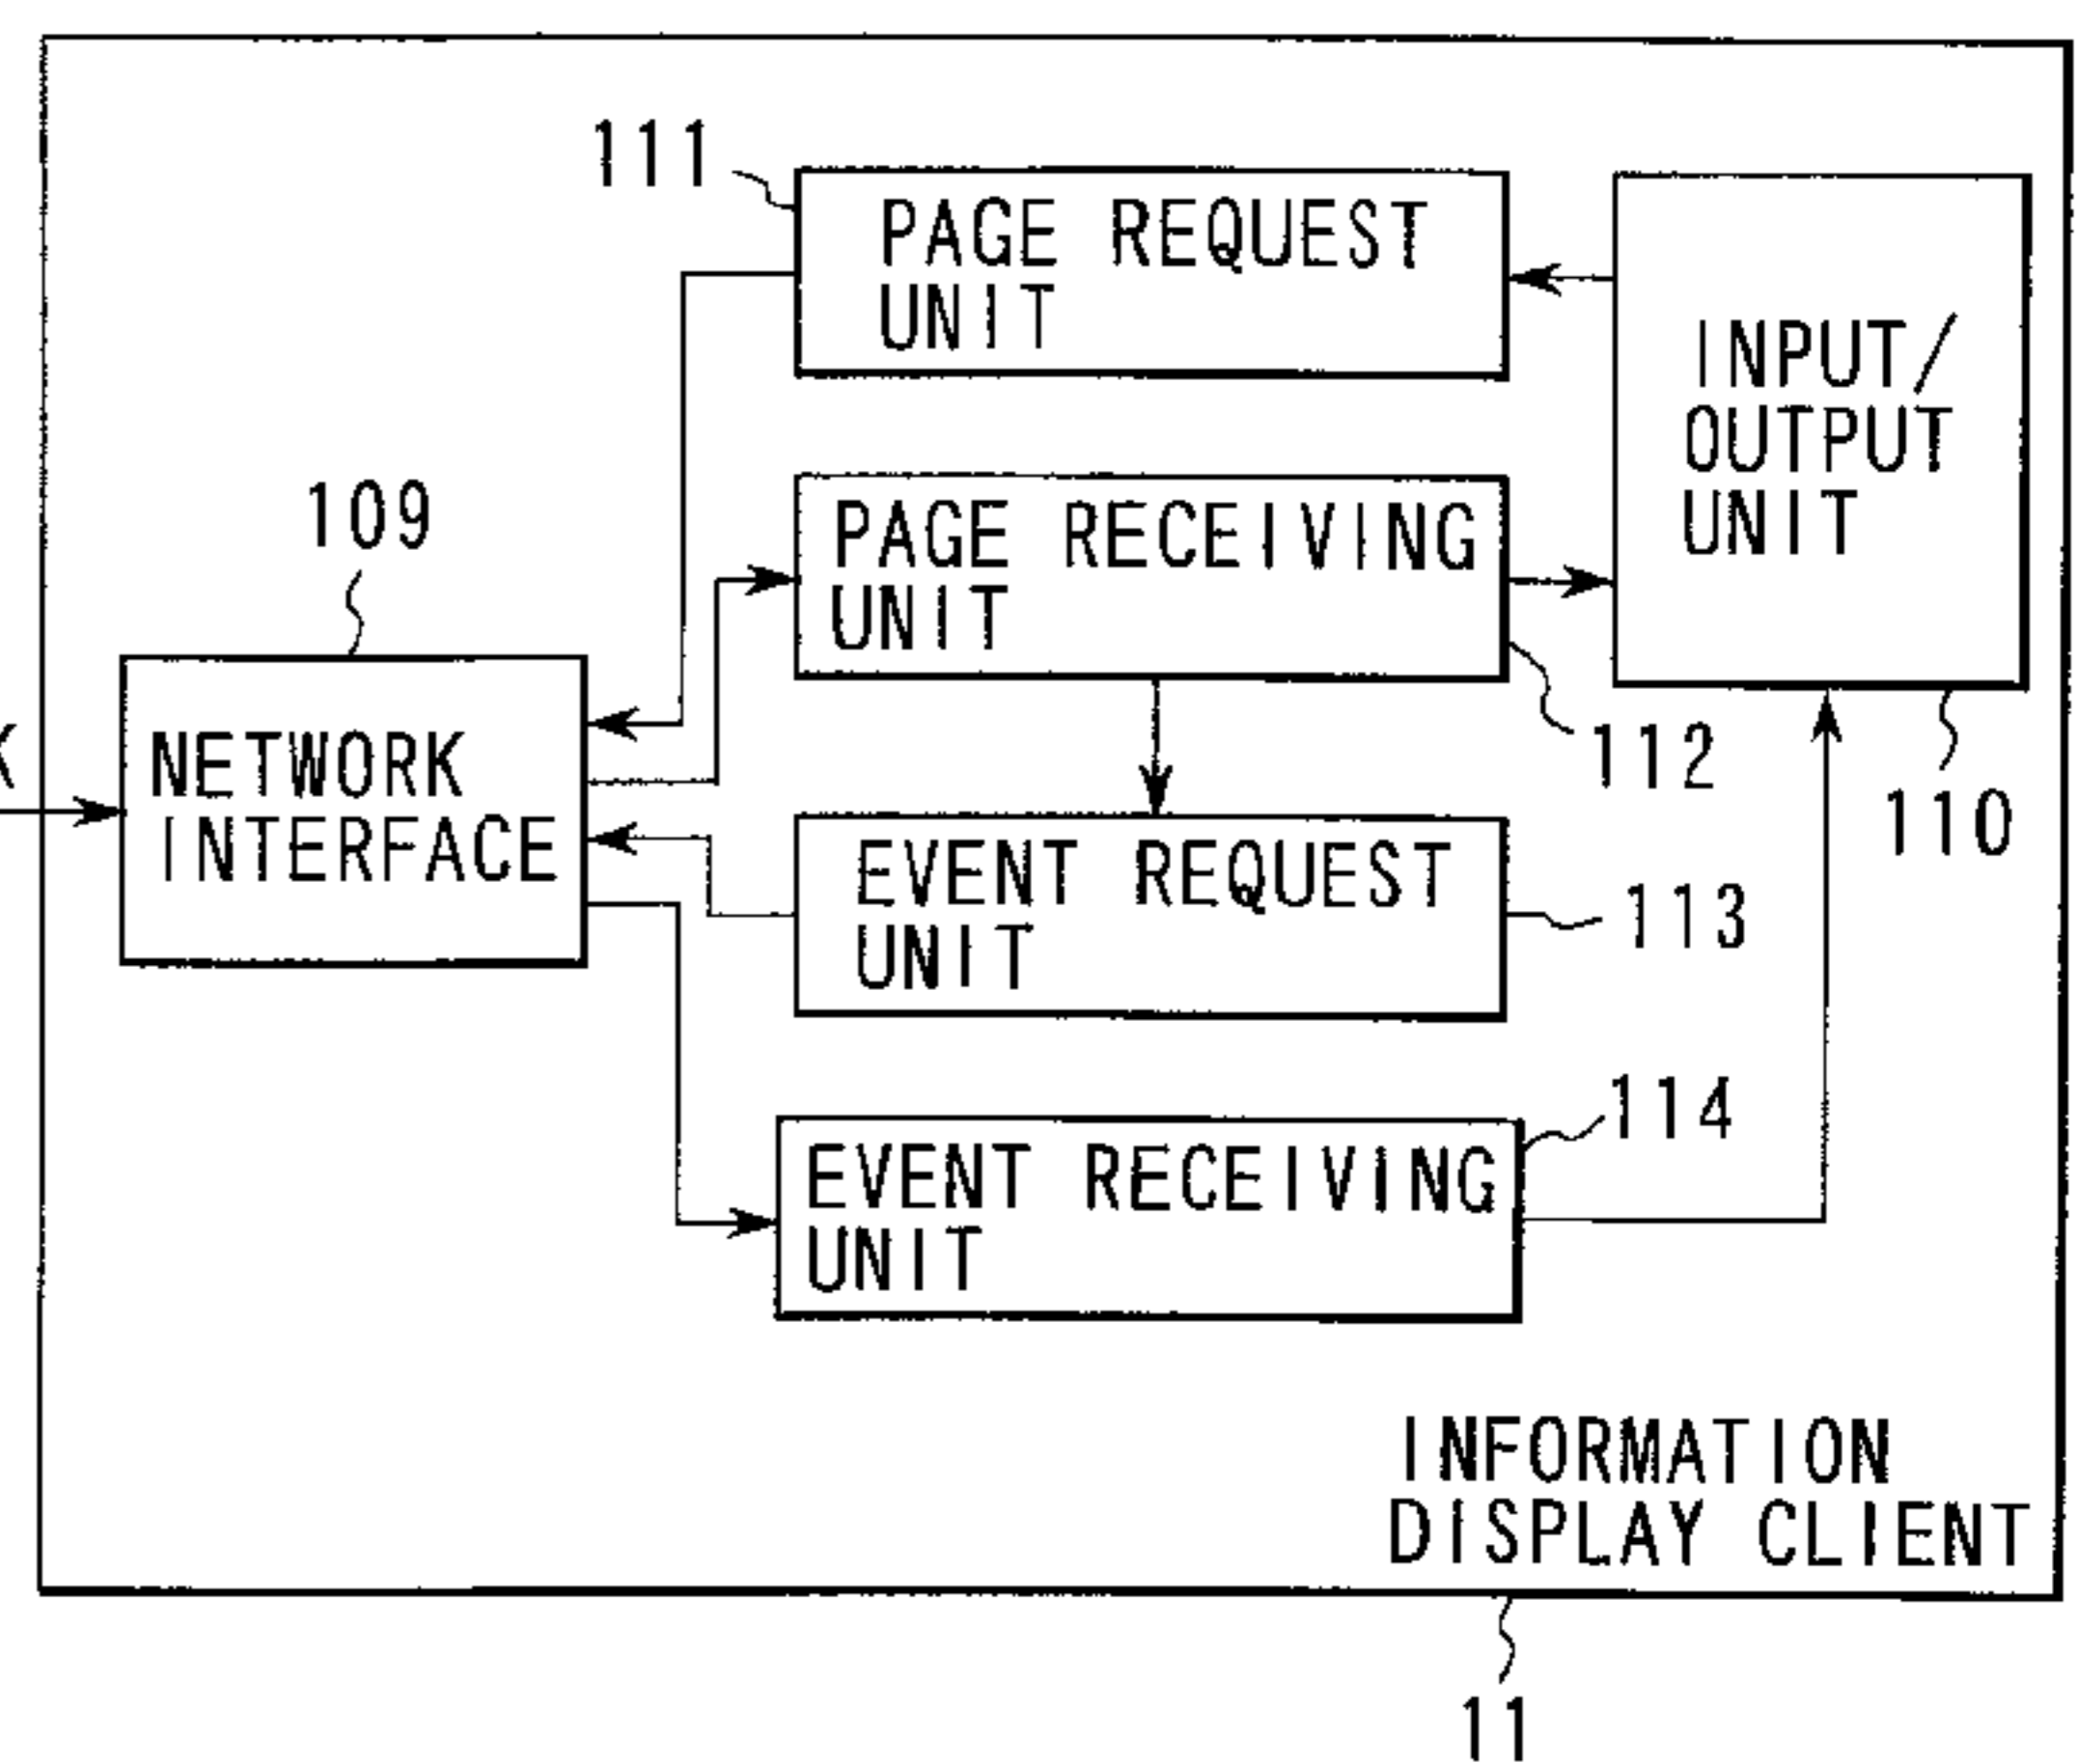 111
PAGE REQUEST
UNIT
INPUT/
OUTPUT
UNIT
109
PAGE RECEIVING
UNIT
112
110
K
NETWORK
INTERFACE
EVENT REQUEST
UNIT
113
114
EVENT RECEIVING
UNIT
INFORMATION
DISPLAY CLIENT
11